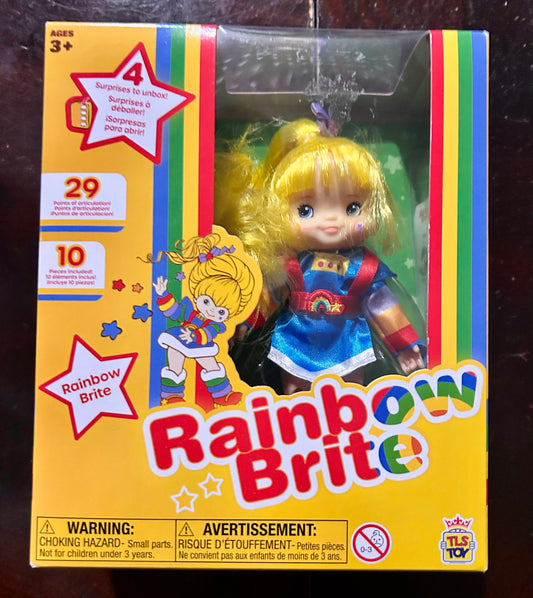 AGES
3+
4
Surprises to unbox!
Surprises à
déballer!
¡Sorpresas
para abrir!
29
Points of articulation!
Points d'articulation!
¡Puntos de articulación!
10
Pieces included!
10 éléments inclus!
¡Incluye 10 piezas!
Rainbow
Brite
Rainbow
Brite
WARNING:
CHOKING HAZARD- Small parts.
Not for children under 3 years.
AVERTISSEMENT:
RISQUE D'ÉTOUFFEMENT- Petites pièces.
Ne convient pas aux enfants de moins de 3 ans.
0-3
TLS
TOY